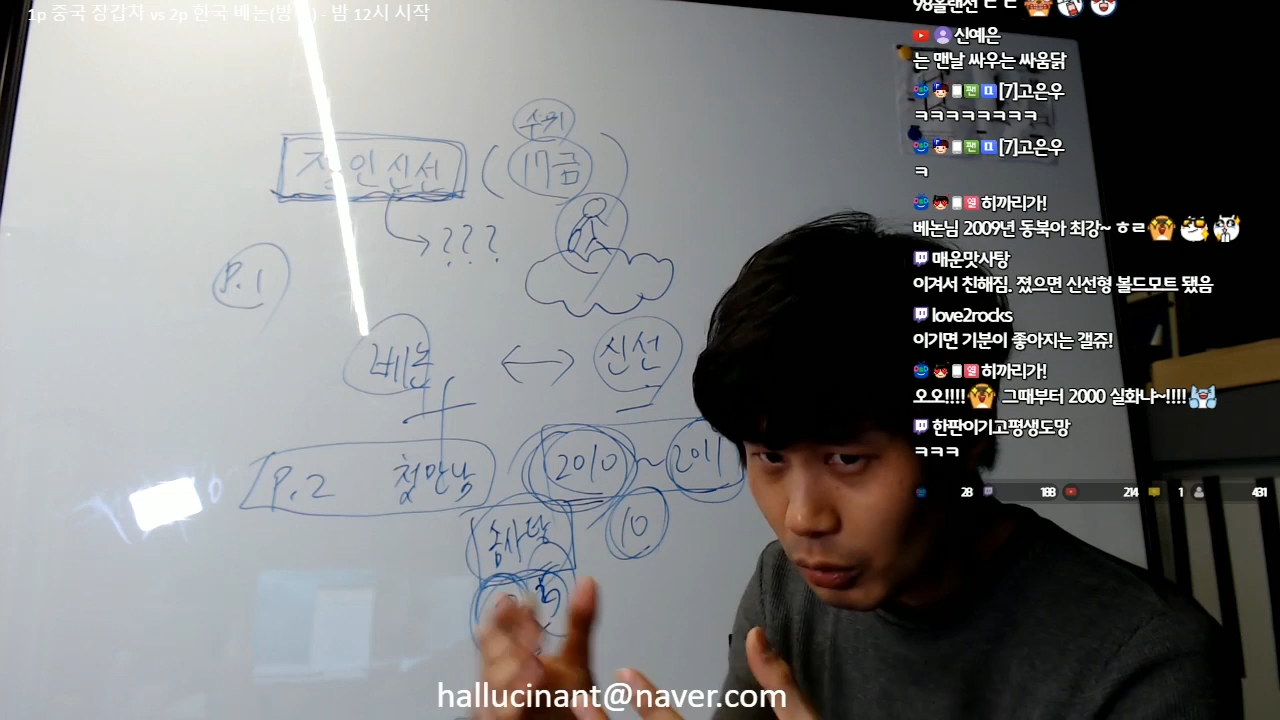 1p 중국 징갑차 vs 2p 한국 베논(방장) - 밤 12시 시작
98홀랜선 ㄷㄷ
신예은
는 맨날 싸우는 싸움닭
[7]고은우
ㅋㅋㅋㅋㅋㅋㅋㅋ
[7]고은우
ㅋ
히까리가!
베논님 2009년 동북아 최강~ ㅎㄹ
매운맛사탕
이겨서 친해짐. 졌으면 신선형 볼드모트 됐음
love2rocks
이기면 기분이 좋아지는 갤쥬!
히까리가!
오오!!!! 그때부터 2000 실화냐~!!!!
한판이기고평생도망
ㅋㅋㅋ
28 188 214 1 431
수기
절인신선 (17급)
???
P.1
베논 ↔ 신선
P.2 첫만남 2010~2011
10
hallucinant@naver.com